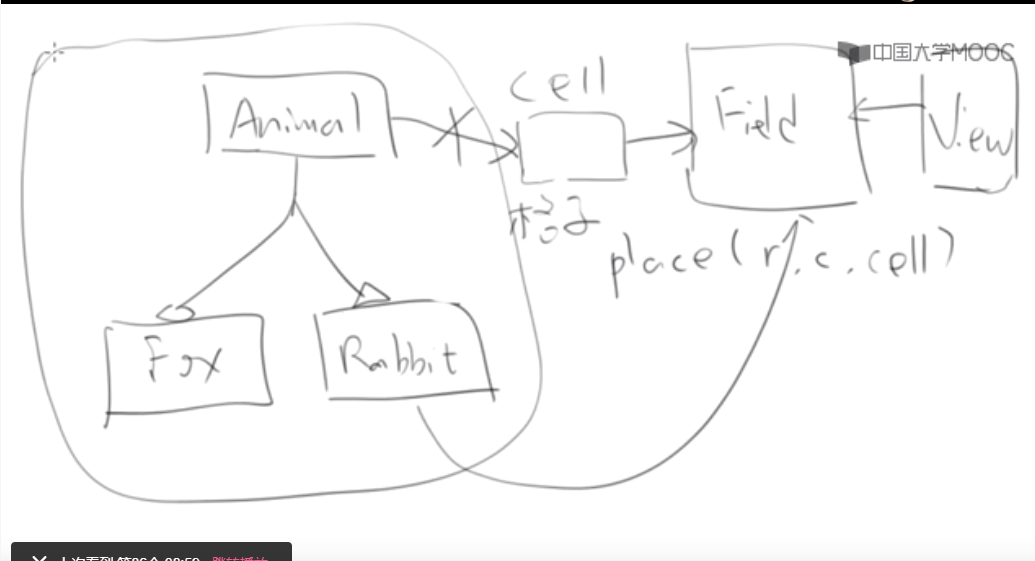 中国大学MOOC
cell
Animal
Field
View
格子
place(r,c,cell)
Fox
Rabbit